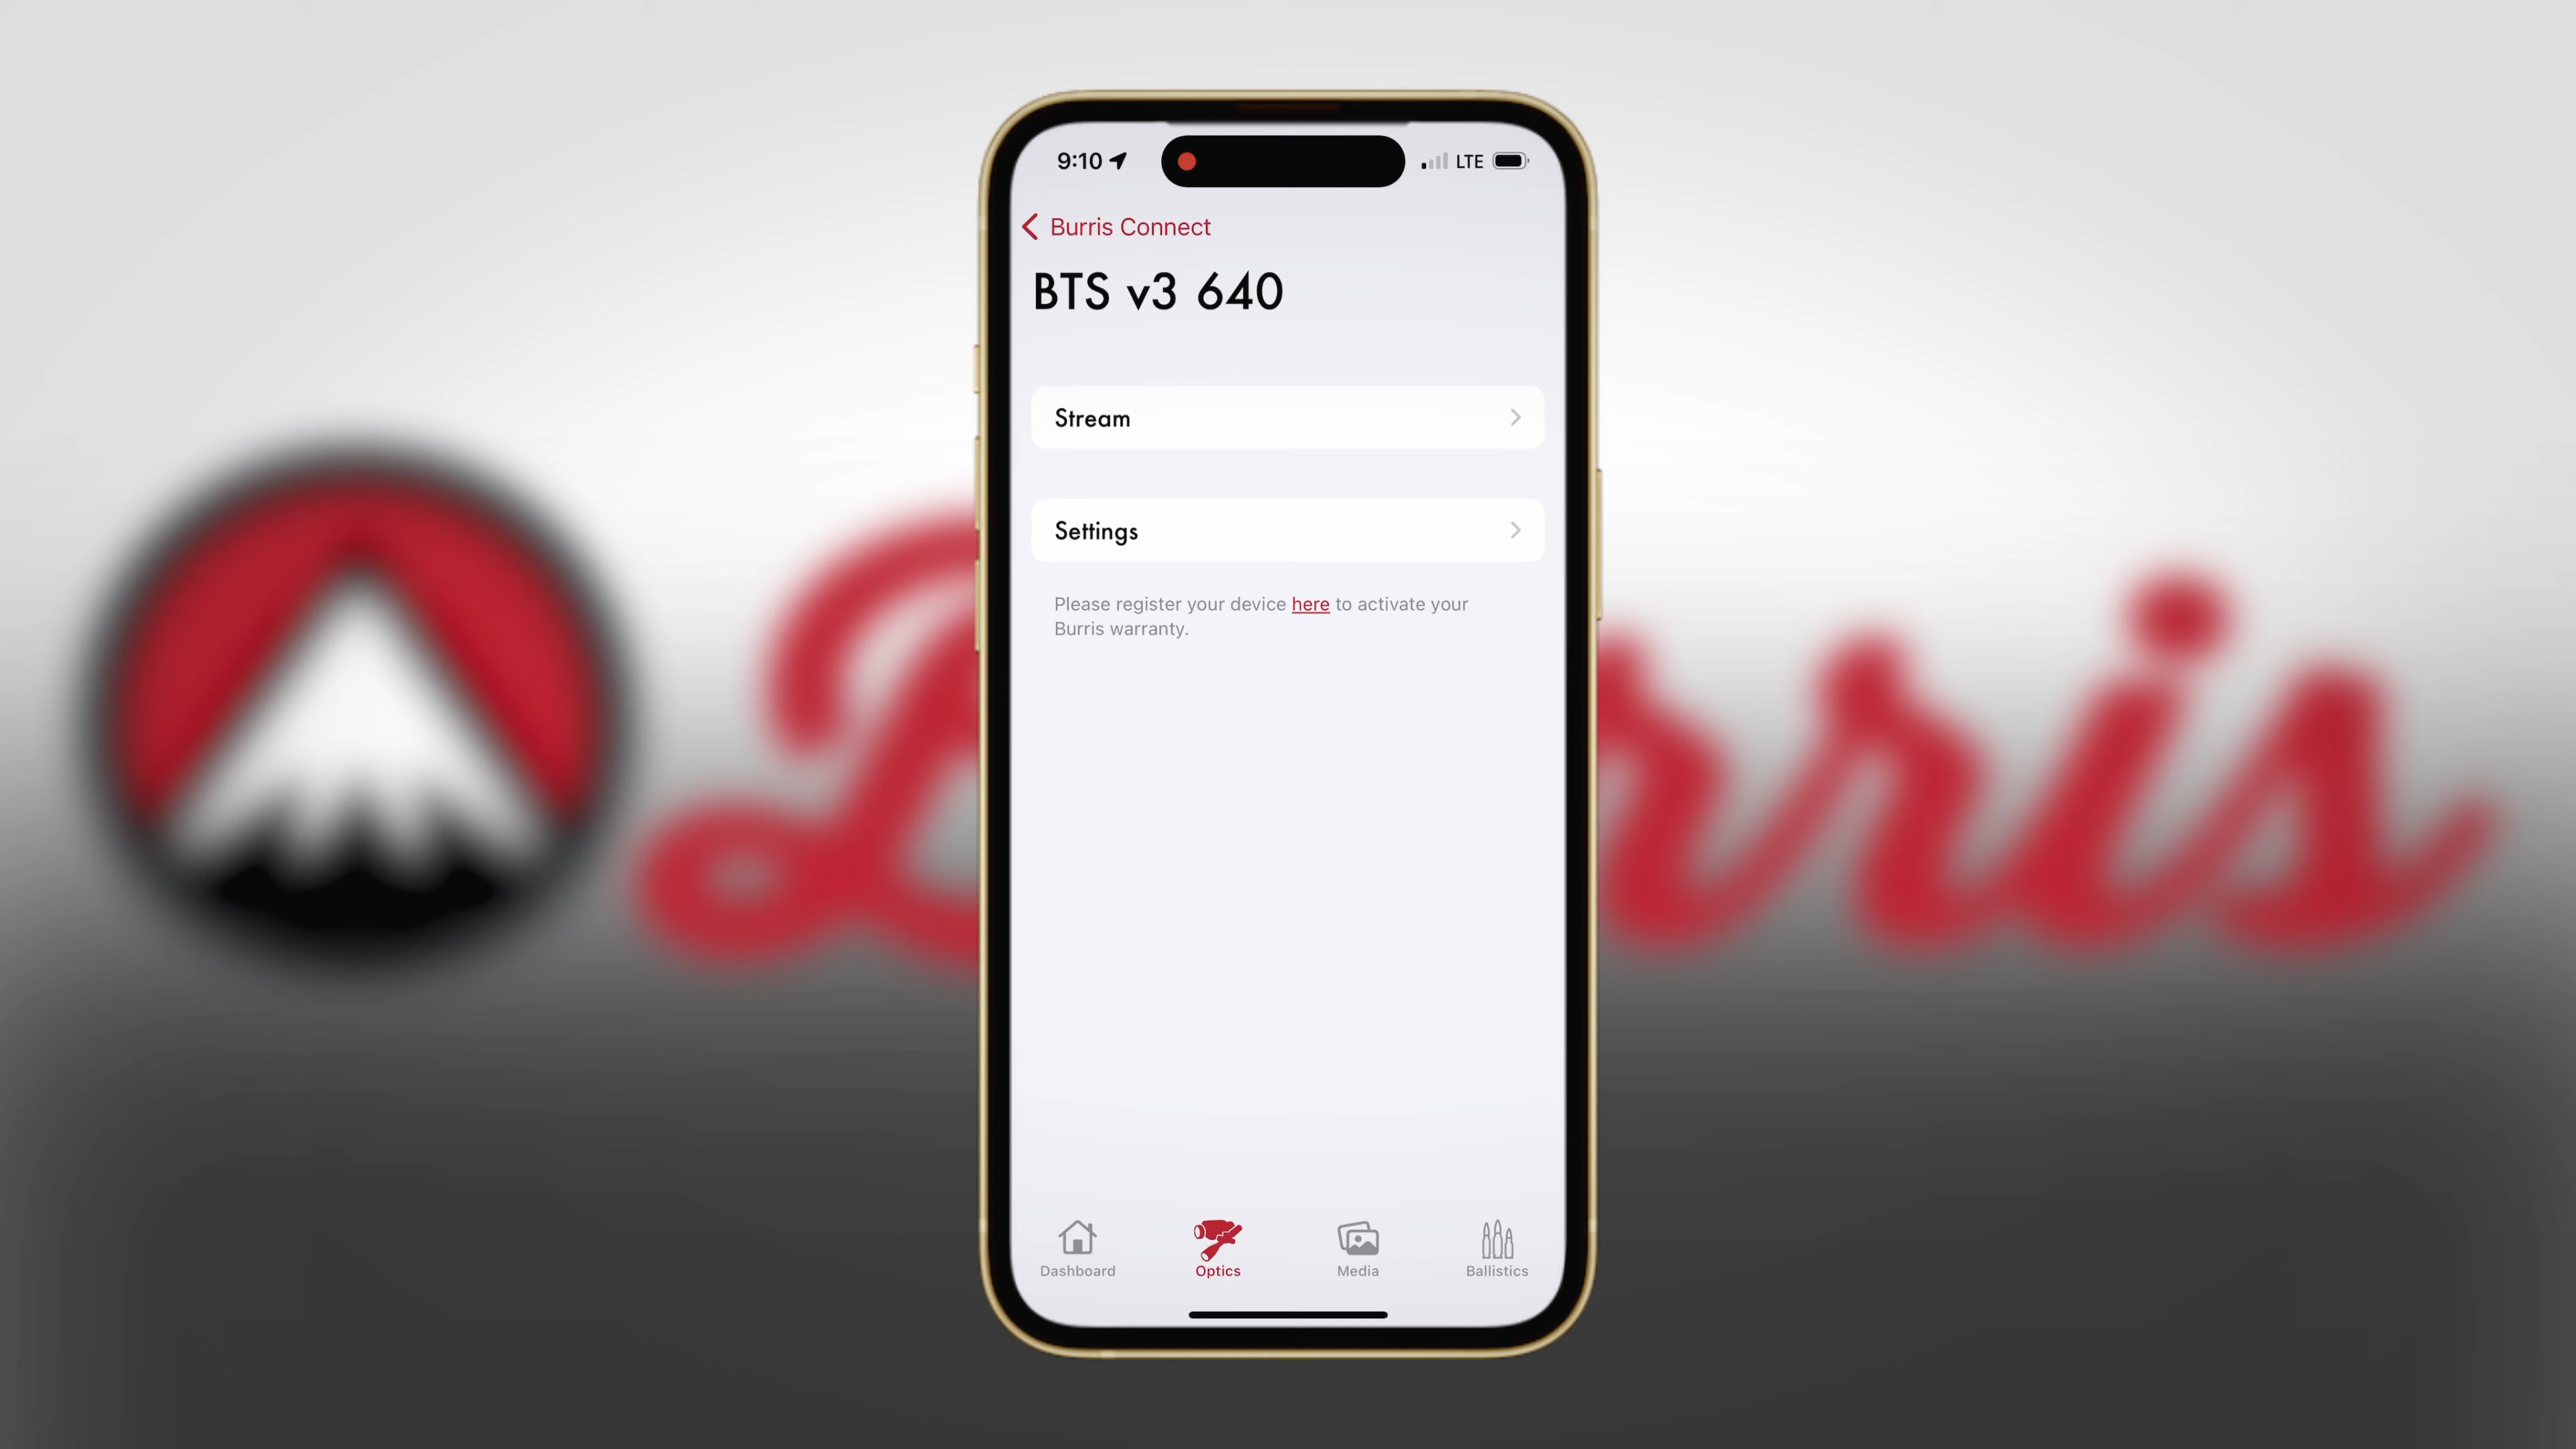 9:10
LTE
Burris Connect
BTS v3 640
Stream
Settings
Please register your device here to activate your
Burris warranty.
Dashboard
Optics
Media
Ballistics